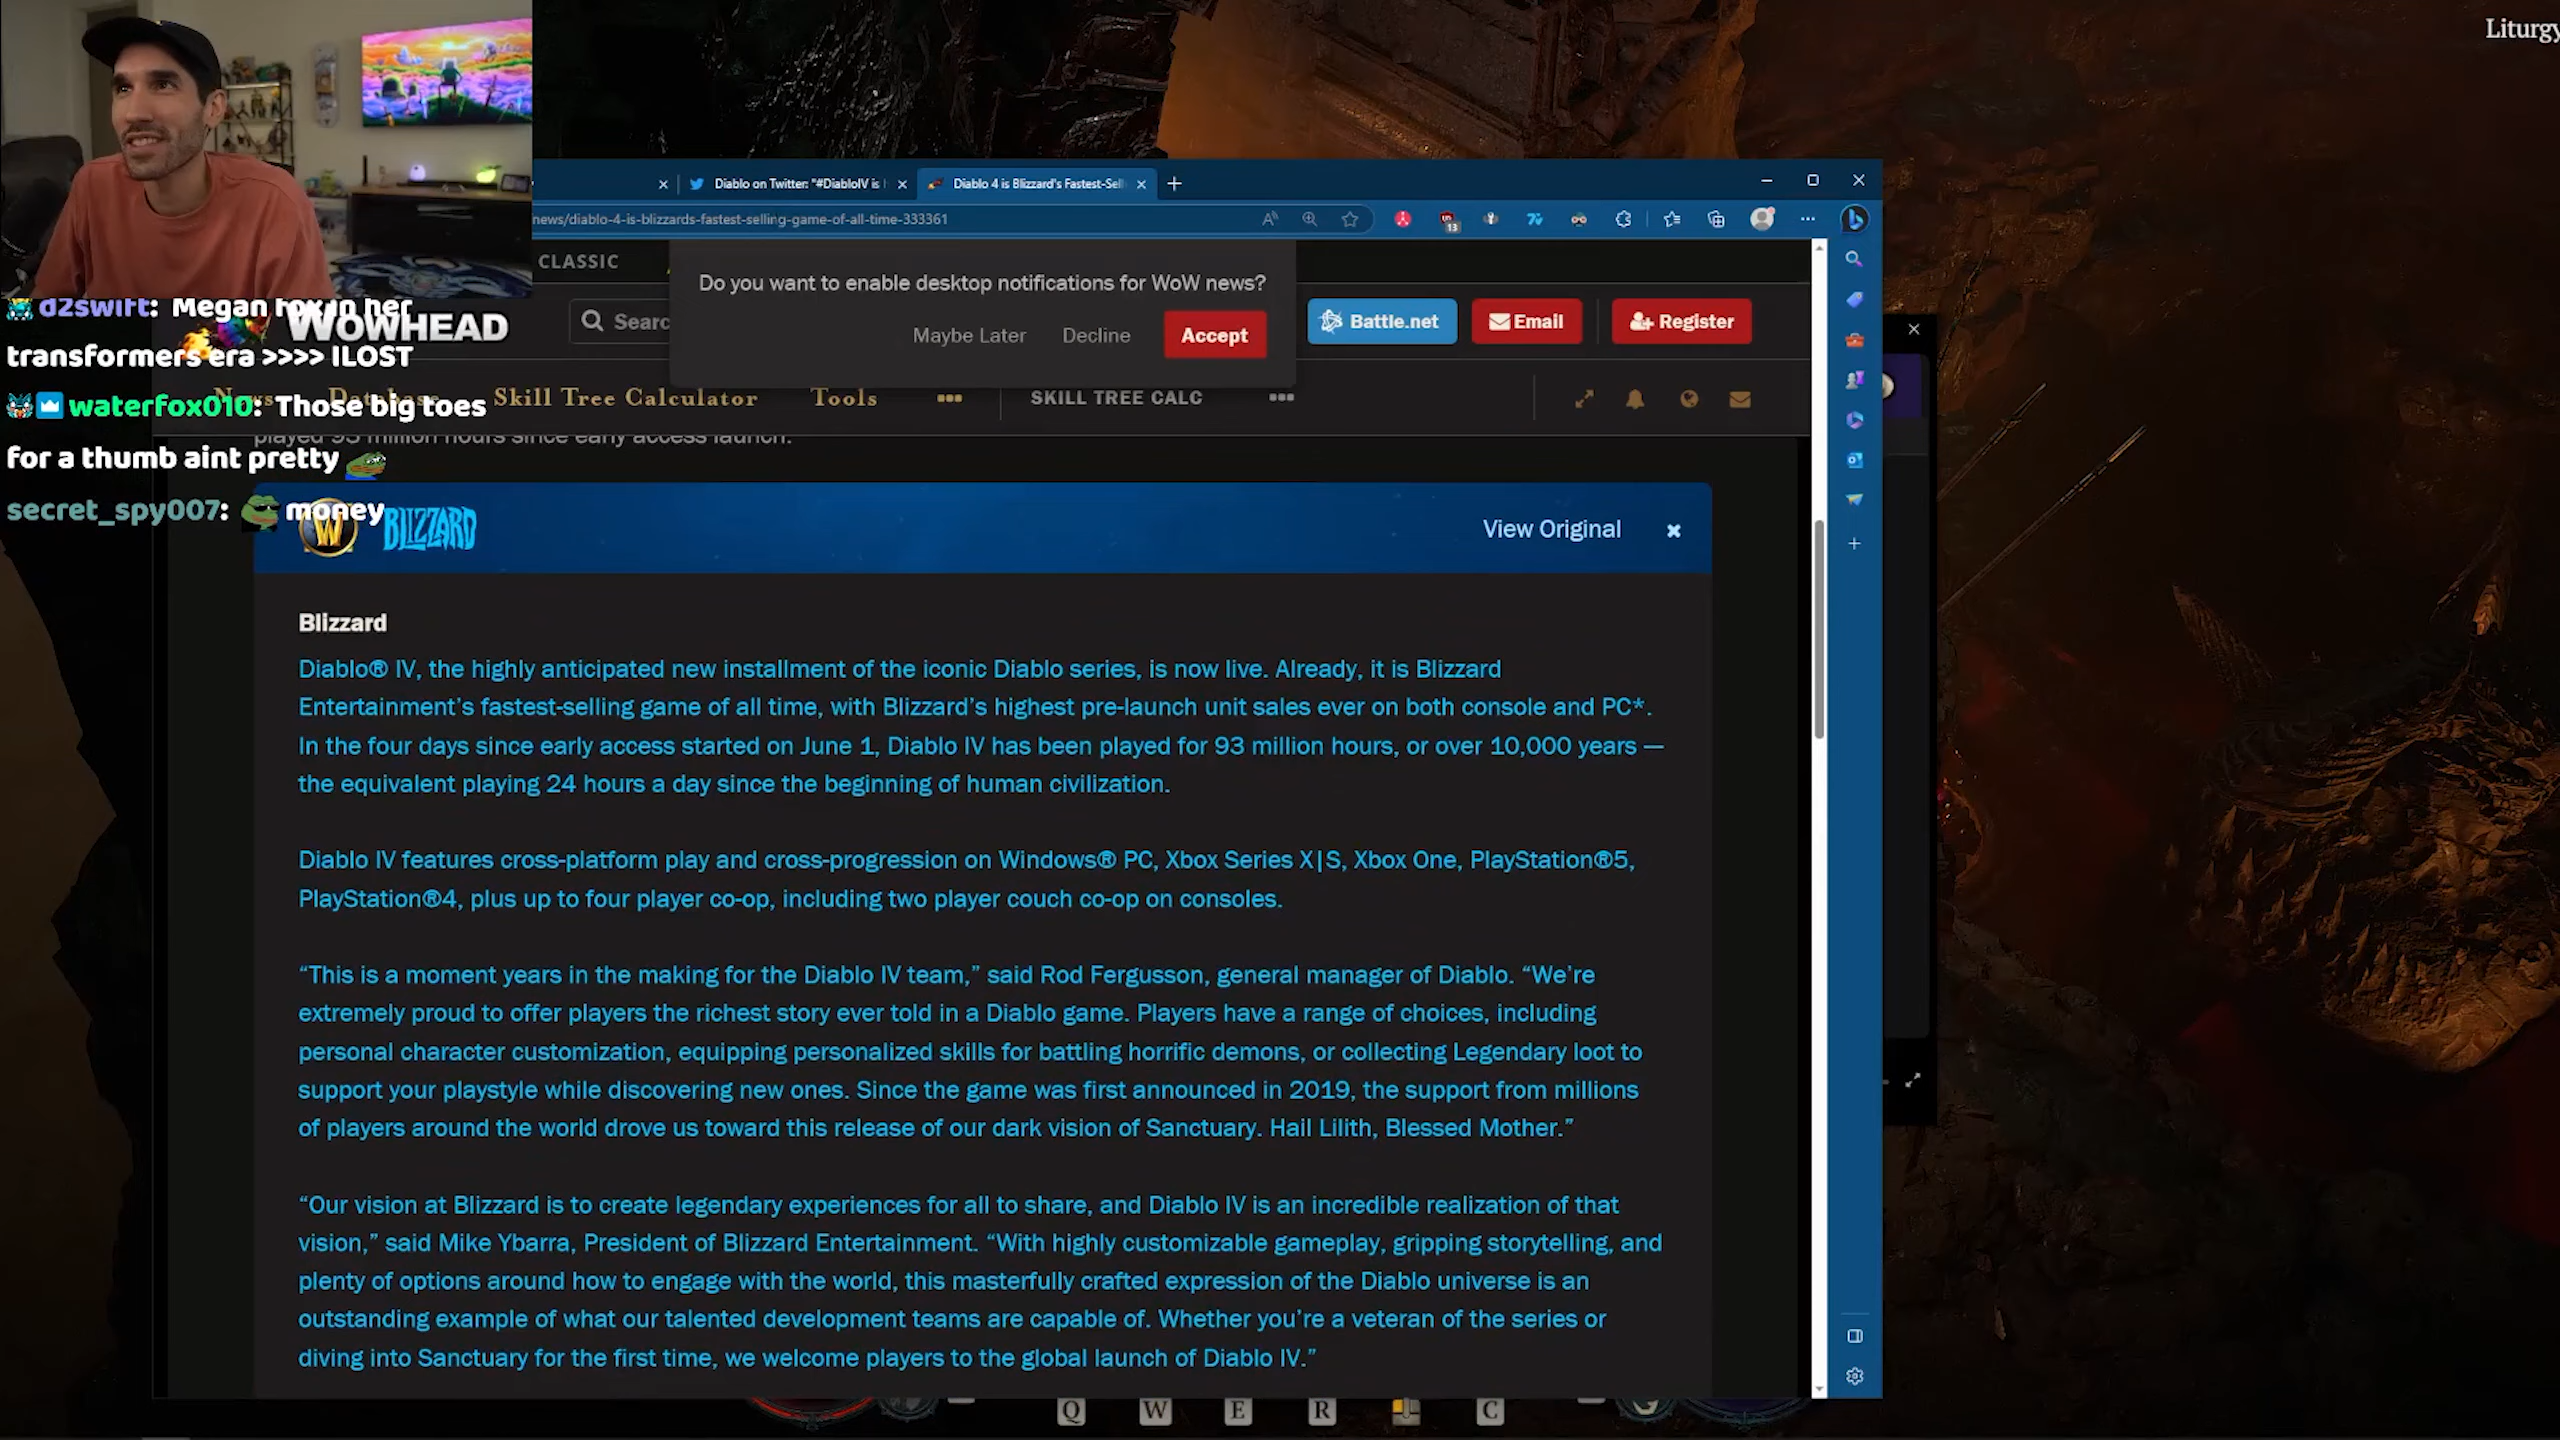 Liturgy
Diablo on Twitter: "#DiabloIV is
Diablo 4 is Blizzard's Fastest-Sell
news/diablo-4-is-blizzards-fastest-selling-game-of-all-time-333361
13
CLASSIC
Do you want to enable desktop notifications for WoW news?
Maybe Later Decline Accept
WOWHEAD
Searc
Battle.net
Email
Register
d2swift: Megan fox in her
transformers era >>>> ILOST
waterfox010: Those big toes
for a thumb aint pretty
secret_spy007: money
News Database Skill Tree Calculator Tools ••• SKILL TREE CALC •••
played 93 million hours since early access launch.
W BLIZZARD
View Original
Blizzard
Diablo® IV, the highly anticipated new installment of the iconic Diablo series, is now live. Already, it is Blizzard
Entertainment’s fastest-selling game of all time, with Blizzard’s highest pre-launch unit sales ever on both console and PC*.
In the four days since early access started on June 1, Diablo IV has been played for 93 million hours, or over 10,000 years —
the equivalent playing 24 hours a day since the beginning of human civilization.
Diablo IV features cross-platform play and cross-progression on Windows® PC, Xbox Series X|S, Xbox One, PlayStation®5,
PlayStation®4, plus up to four player co-op, including two player couch co-op on consoles.
“This is a moment years in the making for the Diablo IV team,” said Rod Fergusson, general manager of Diablo. “We’re
extremely proud to offer players the richest story ever told in a Diablo game. Players have a range of choices, including
personal character customization, equipping personalized skills for battling horrific demons, or collecting Legendary loot to
support your playstyle while discovering new ones. Since the game was first announced in 2019, the support from millions
of players around the world drove us toward this release of our dark vision of Sanctuary. Hail Lilith, Blessed Mother.”
“Our vision at Blizzard is to create legendary experiences for all to share, and Diablo IV is an incredible realization of that
vision,” said Mike Ybarra, President of Blizzard Entertainment. “With highly customizable gameplay, gripping storytelling, and
plenty of options around how to engage with the world, this masterfully crafted expression of the Diablo universe is an
outstanding example of what our talented development teams are capable of. Whether you’re a veteran of the series or
diving into Sanctuary for the first time, we welcome players to the global launch of Diablo IV.”
Q W E R C